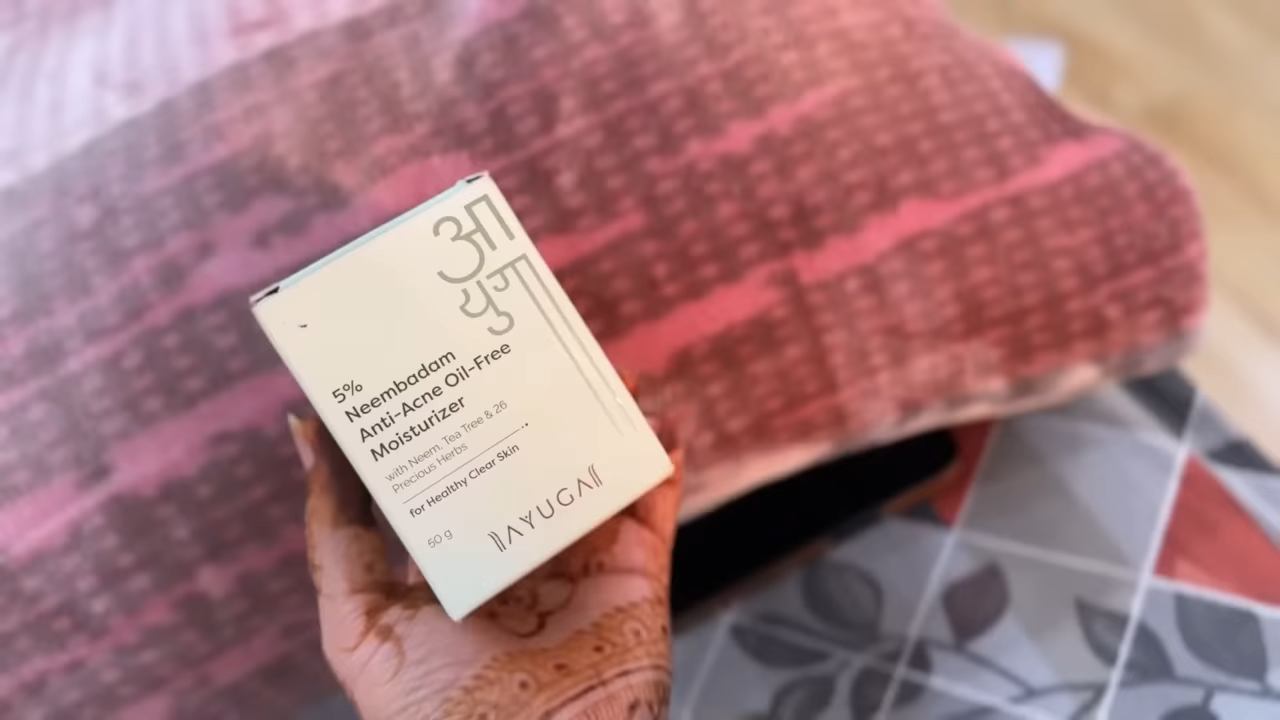 आ
युगा
5%
Neembadam
Anti-Acne Oil-Free
Moisturizer
with Neem, Tea Tree & 26
Precious Herbs
for Healthy Clear Skin
50 g
AYUGA